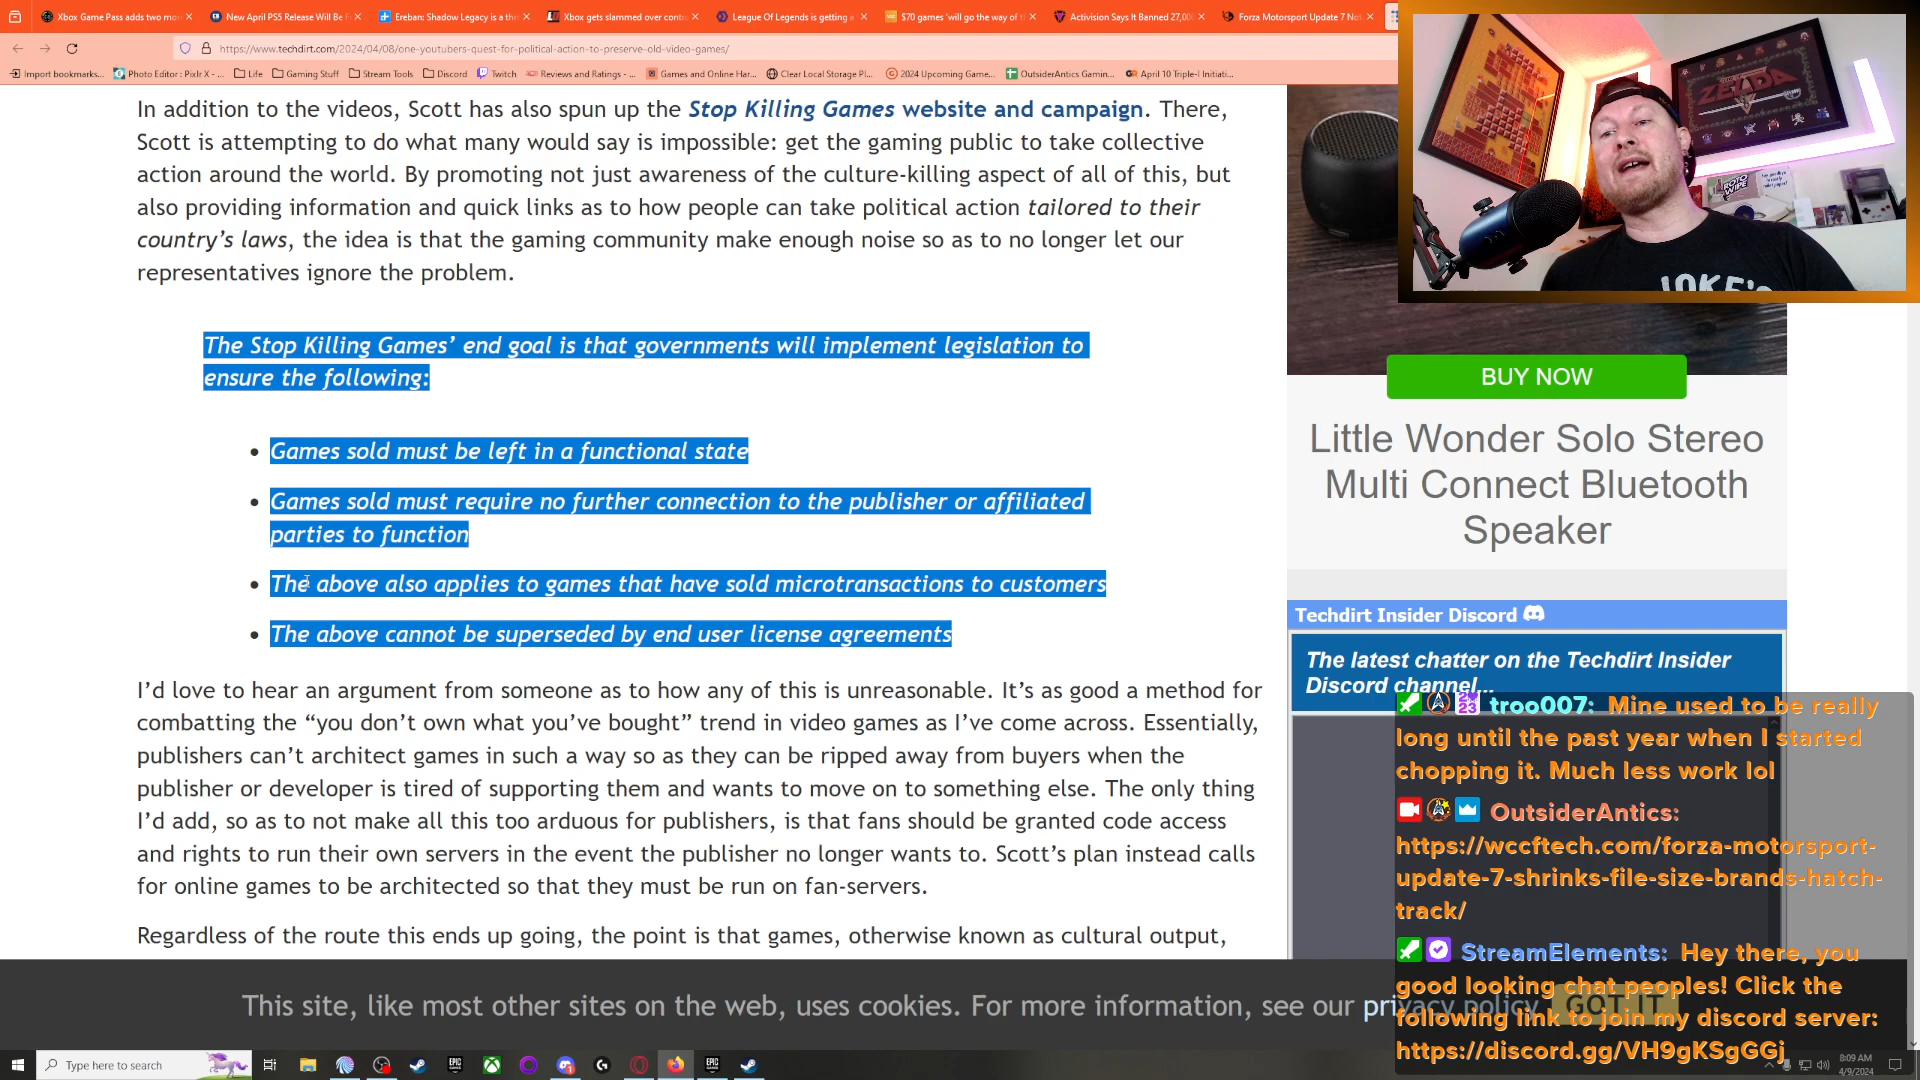 Xbox Game Pass adds two mo
New April PS5 Release Will Be F
Ereban: Shadow Legacy is a thr
Xbox gets slammed over contr
League Of Legends is getting a
$70 games 'will go the way of t
Activision Says It Banned 27,00
Forza Motorsport Update 7 Not
https://www.techdirt.com/2024/04/08/one-youtubers-quest-for-political-action-to-preserve-old-video-games/
Import bookmarks... Photo Editor : Pixlr X - ... Life Gaming Stuff Stream Tools Discord Twitch Reviews and Ratings - ... Games and Online Har... Clear Local Storage Pl... 2024 Upcoming Game... OutsiderAntics Gamin... April 10 Triple-I Initiati...
In addition to the videos, Scott has also spun up the Stop Killing Games website and campaign. There,
Scott is attempting to do what many would say is impossible: get the gaming public to take collective
action around the world. By promoting not just awareness of the culture-killing aspect of all of this, but
also providing information and quick links as to how people can take political action tailored to their
country's laws, the idea is that the gaming community make enough noise so as to no longer let our
representatives ignore the problem.
The Stop Killing Games' end goal is that governments will implement legislation to
ensure the following:
• Games sold must be left in a functional state
• Games sold must require no further connection to the publisher or affiliated
parties to function
• The above also applies to games that have sold microtransactions to customers
• The above cannot be superseded by end user license agreements
I'd love to hear an argument from someone as to how any of this is unreasonable. It's as good a method for
combatting the "you don't own what you've bought" trend in video games as I've come across. Essentially,
publishers can't architect games in such a way so as they can be ripped away from buyers when the
publisher or developer is tired of supporting them and wants to move on to something else. The only thing
I'd add, so as to not make all this too arduous for publishers, is that fans should be granted code access
and rights to run their own servers in the event the publisher no longer wants to. Scott's plan instead calls
for online games to be architected so that they must be run on fan-servers.
Regardless of the route this ends up going, the point is that games, otherwise known as cultural output,
This site, like most other sites on the web, uses cookies. For more information, see our privacy policy
GOT IT
ZELDA
ROTO
WIPE
JOKE'S
BUY NOW
Little Wonder Solo Stereo
Multi Connect Bluetooth
Speaker
Techdirt Insider Discord
The latest chatter on the Techdirt Insider
Discord channel...
troo007: Mine used to be really
long until the past year when I started
chopping it. Much less work lol
OutsiderAntics:
https://wccftech.com/forza-motorsport-
update-7-shrinks-file-size-brands-hatch-
track/
StreamElements: Hey there, you
good looking chat peoples! Click the
following link to join my discord server:
https://discord.gg/VH9gKSgGGj
Type here to search
8:09 AM
4/9/2024